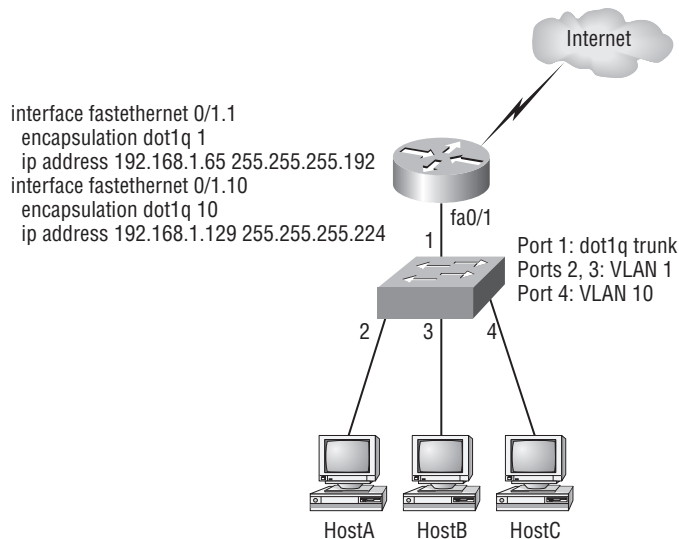 Internet
interface fastethernet 0/1.1
encapsulation dot1q 1
ip address 192.168.1.65 255.255.255.192
interface fastethernet 0/1.10
encapsulation dot1q 10
ip address 192.168.1.129 255.255.255.224
fa0/1
1
Port 1: dot1q trunk
Ports 2, 3: VLAN 1
Port 4: VLAN 10
2
3
4
HostA
HostB
HostC